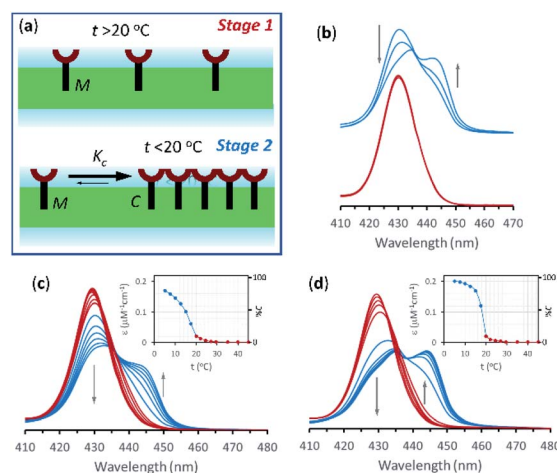 (a)
t >20 °C
Stage 1
M
t <20 °C
Stage 2
K_c
M
C
(b)
410 420 430 440 450 460 470
Wavelength (nm)
(c)
0.2
0.1
0
100
0
ε (μM⁻¹cm⁻¹)
%C
0 10 20 30 40
t (°C)
410 420 430 440 450 460 470 480
Wavelength (nm)
(d)
0.2
0.1
0
100
0
ε (μM⁻¹cm⁻¹)
%C
0 10 20 30 40
t (°C)
410 420 430 440 450 460 470 480
Wavelength (nm)